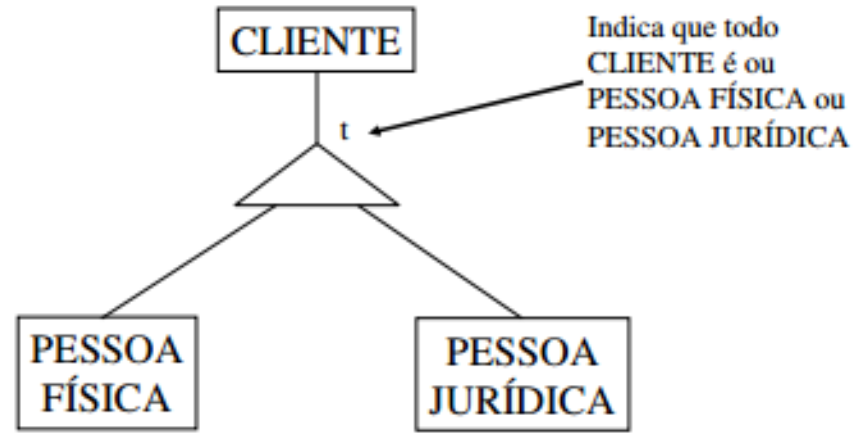 CLIENTE
Indica que todo
CLIENTE é ou
PESSOA FÍSICA ou
PESSOA JURÍDICA
t
PESSOA
FÍSICA
PESSOA
JURÍDICA